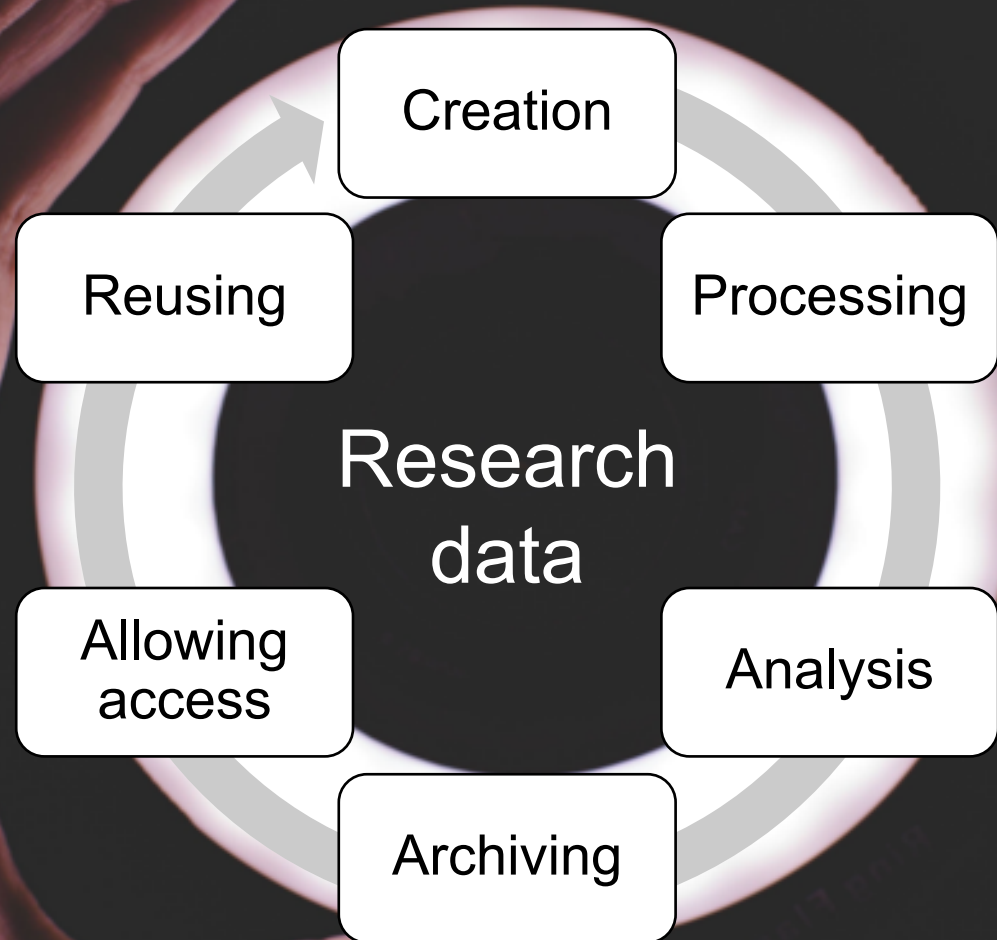 Creation
Processing
Analysis
Archiving
Allowing
access
Reusing
Research
data